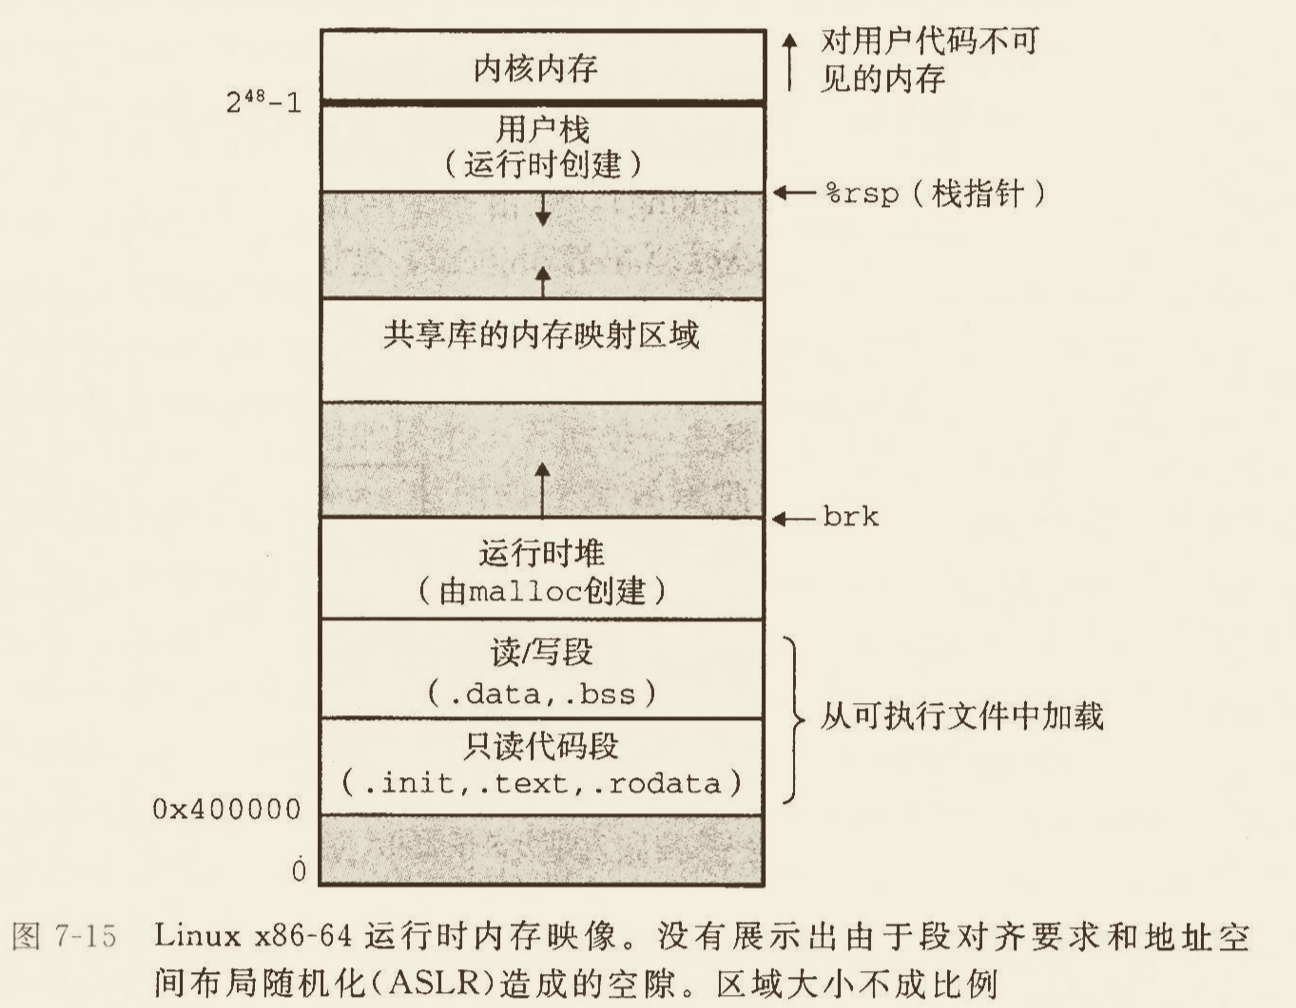 内核内存
对用户代码不可
见的内存
2⁴⁸-1
用户栈
(运行时创建)
%rsp(栈指针)
共享库的内存映射区域
brk
运行时堆
(由malloc创建)
读/写段
(.data,.bss)
从可执行文件中加载
只读代码段
(.init,.text,.rodata)
0x400000
0
图 7-15 Linux x86-64 运行时内存映像。没有展示出由于段对齐要求和地址空
间布局随机化(ASLR)造成的空隙。区域大小不成比例